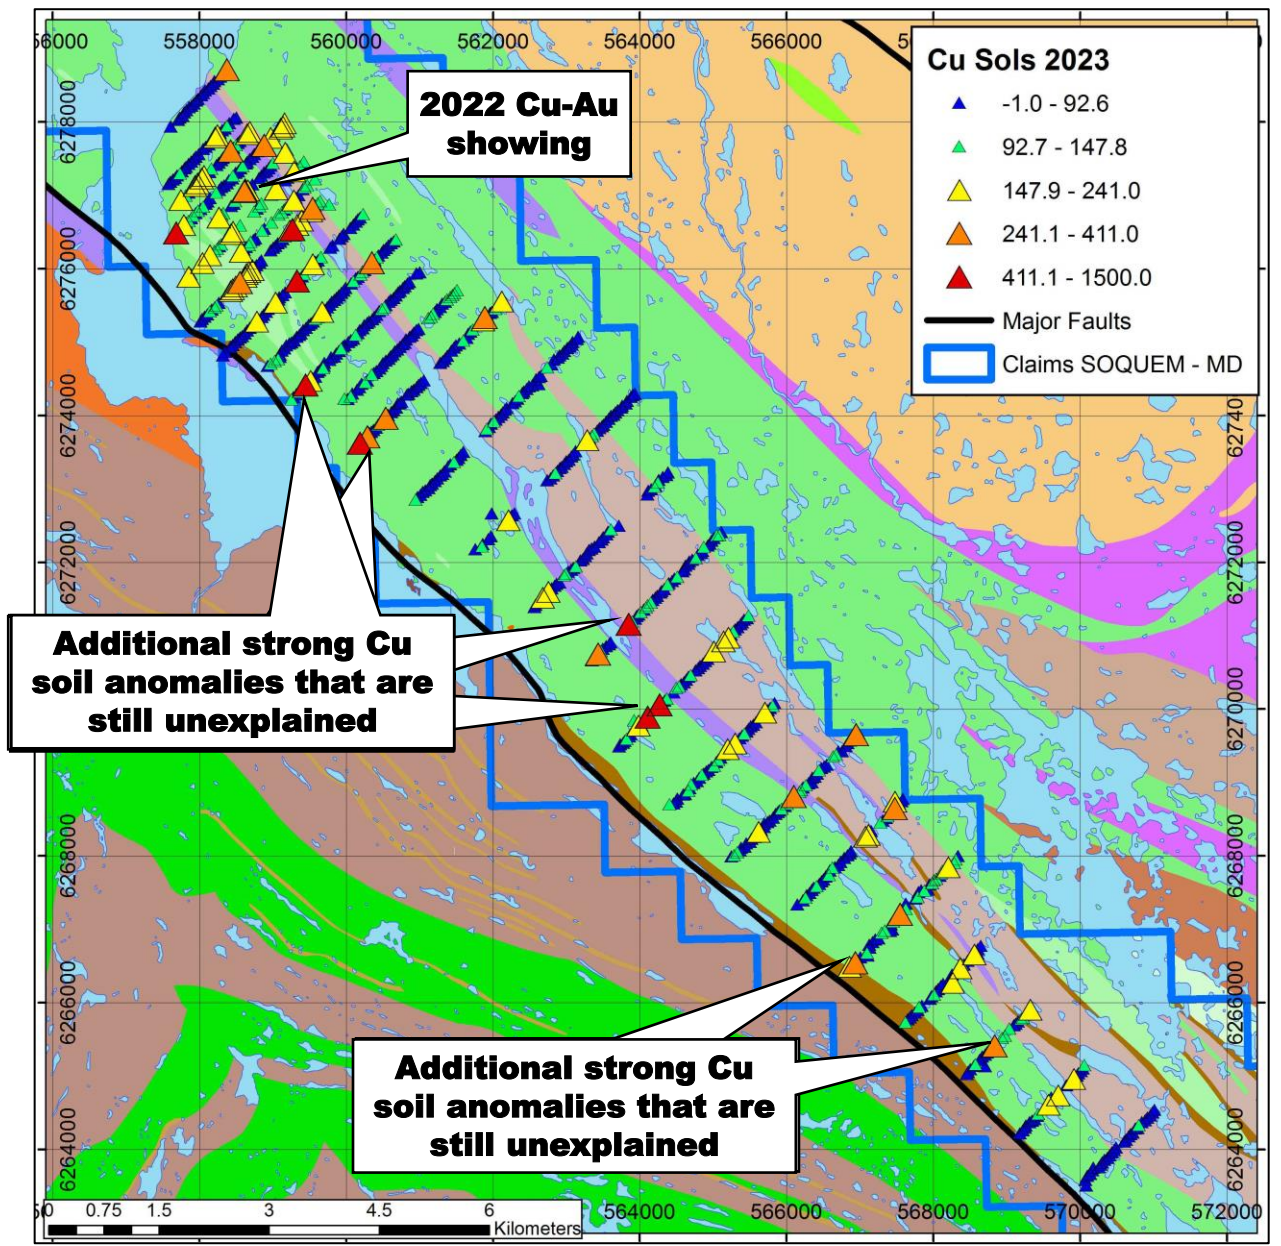 56000
558000
560000
562000
564000
566000
Cu Sols 2023
-1.0 - 92.6
92.7 - 147.8
147.9 - 241.0
241.1 - 411.0
411.1 - 1500.0
Major Faults
Claims SOQUEM - MD
2022 Cu-Au
showing
6278000
6276000
6274000
6272000
6270000
6268000
6266000
6264000
627400
6272000
6270000
6268000
6266000
6264000
Additional strong Cu
soil anomalies that are
still unexplained
Additional strong Cu
soil anomalies that are
still unexplained
0 0.75 1.5 3 4.5 6
Kilometers
564000
566000
568000
570000
572000